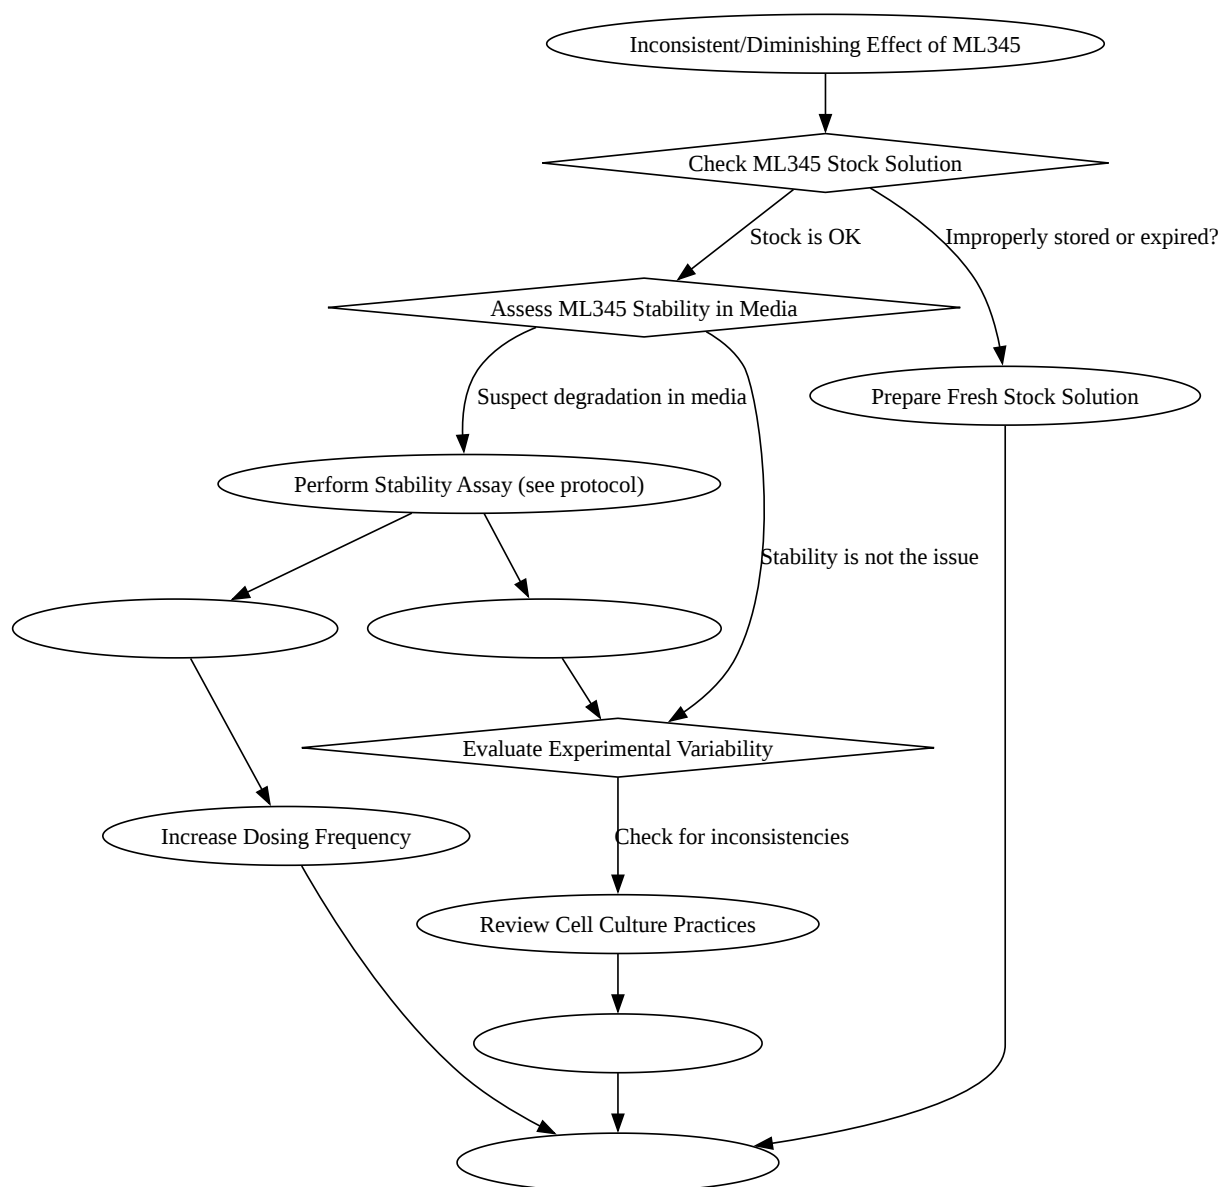 Inconsistent/Diminishing Effect of ML345
Check ML345 Stock Solution
Stock is OK
Improperly stored or expired?
Assess ML345 Stability in Media
Suspect degradation in media
Prepare Fresh Stock Solution
Perform Stability Assay (see protocol)
Stability is not the issue
Evaluate Experimental Variability
Increase Dosing Frequency
Check for inconsistencies
Review Cell Culture Practices